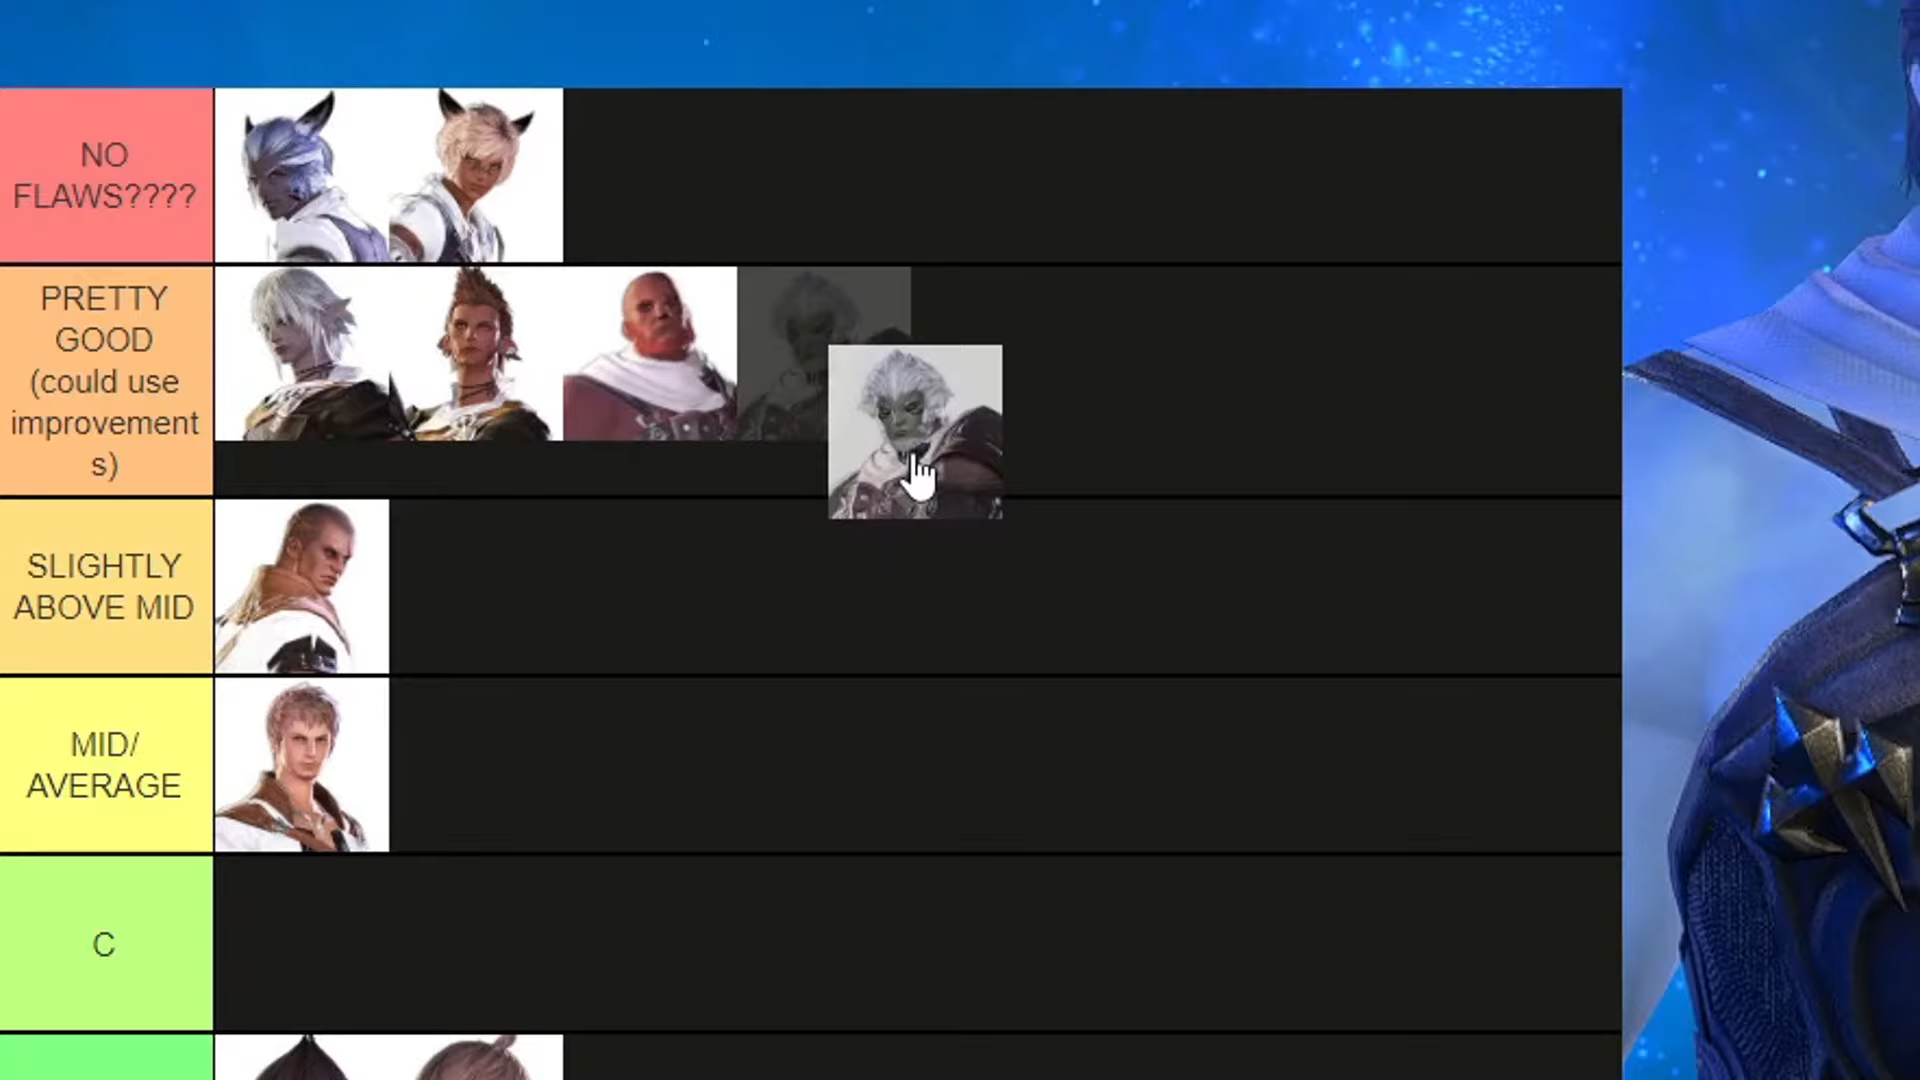 NO
FLAWS????
PRETTY
GOOD
(could use
improvement
s)
SLIGHTLY
ABOVE MID
MID/
AVERAGE
C